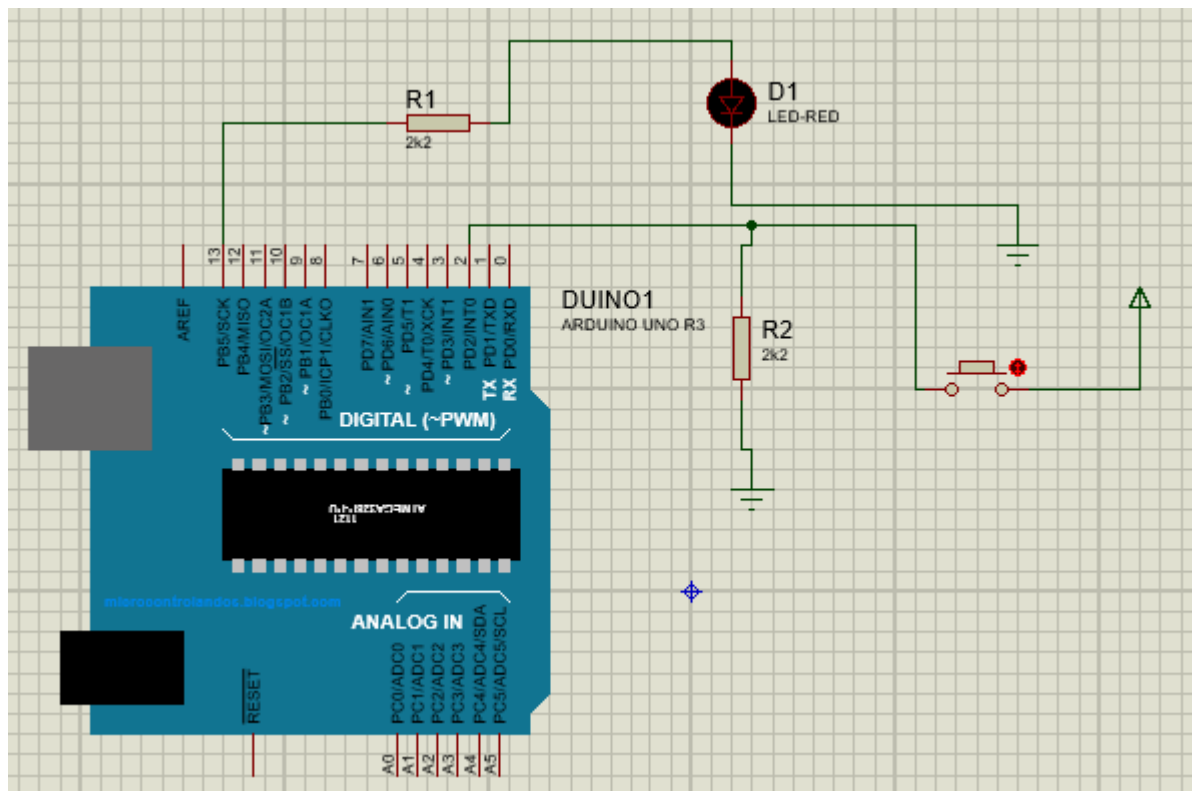 R1
2k2
D1
LED-RED
13
12
11
10
9
8
7
6
5
4
3
2
1
0
AREF
PB5/SCK
PB4/MISO
~PB3/MOSI/OC2A
~ PB2/SS/OC1B
~ PB1/OC1A
PB0/ICP1/CLKO
PD7/AIN1
~ PD6/AIN0
~ PD5/T1
PD4/T0/XCK
~ PD3/INT1
PD2/INT0
TX PD1/TXD
RX PD0/RXD
DUINO1
ARDUINO UNO R3
R2
2k2
DIGITAL (~PWM)
1121
microcontrolandos.blogspot.com
ANALOG IN
RESET
PC0/ADC0
PC1/ADC1
PC2/ADC2
PC3/ADC3
PC4/ADC4/SDA
PC5/ADC5/SCL
A0
A1
A2
A3
A4
A5